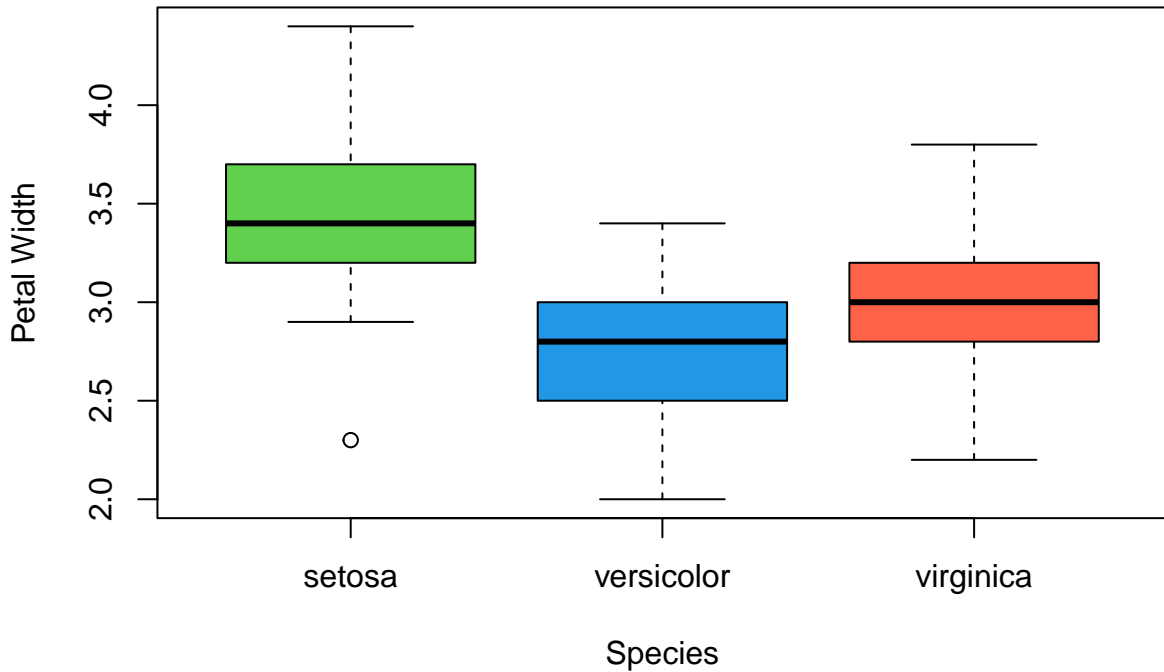 Petal Width
4.0
3.5
3.0
2.5
2.0
setosa
versicolor
virginica
Species